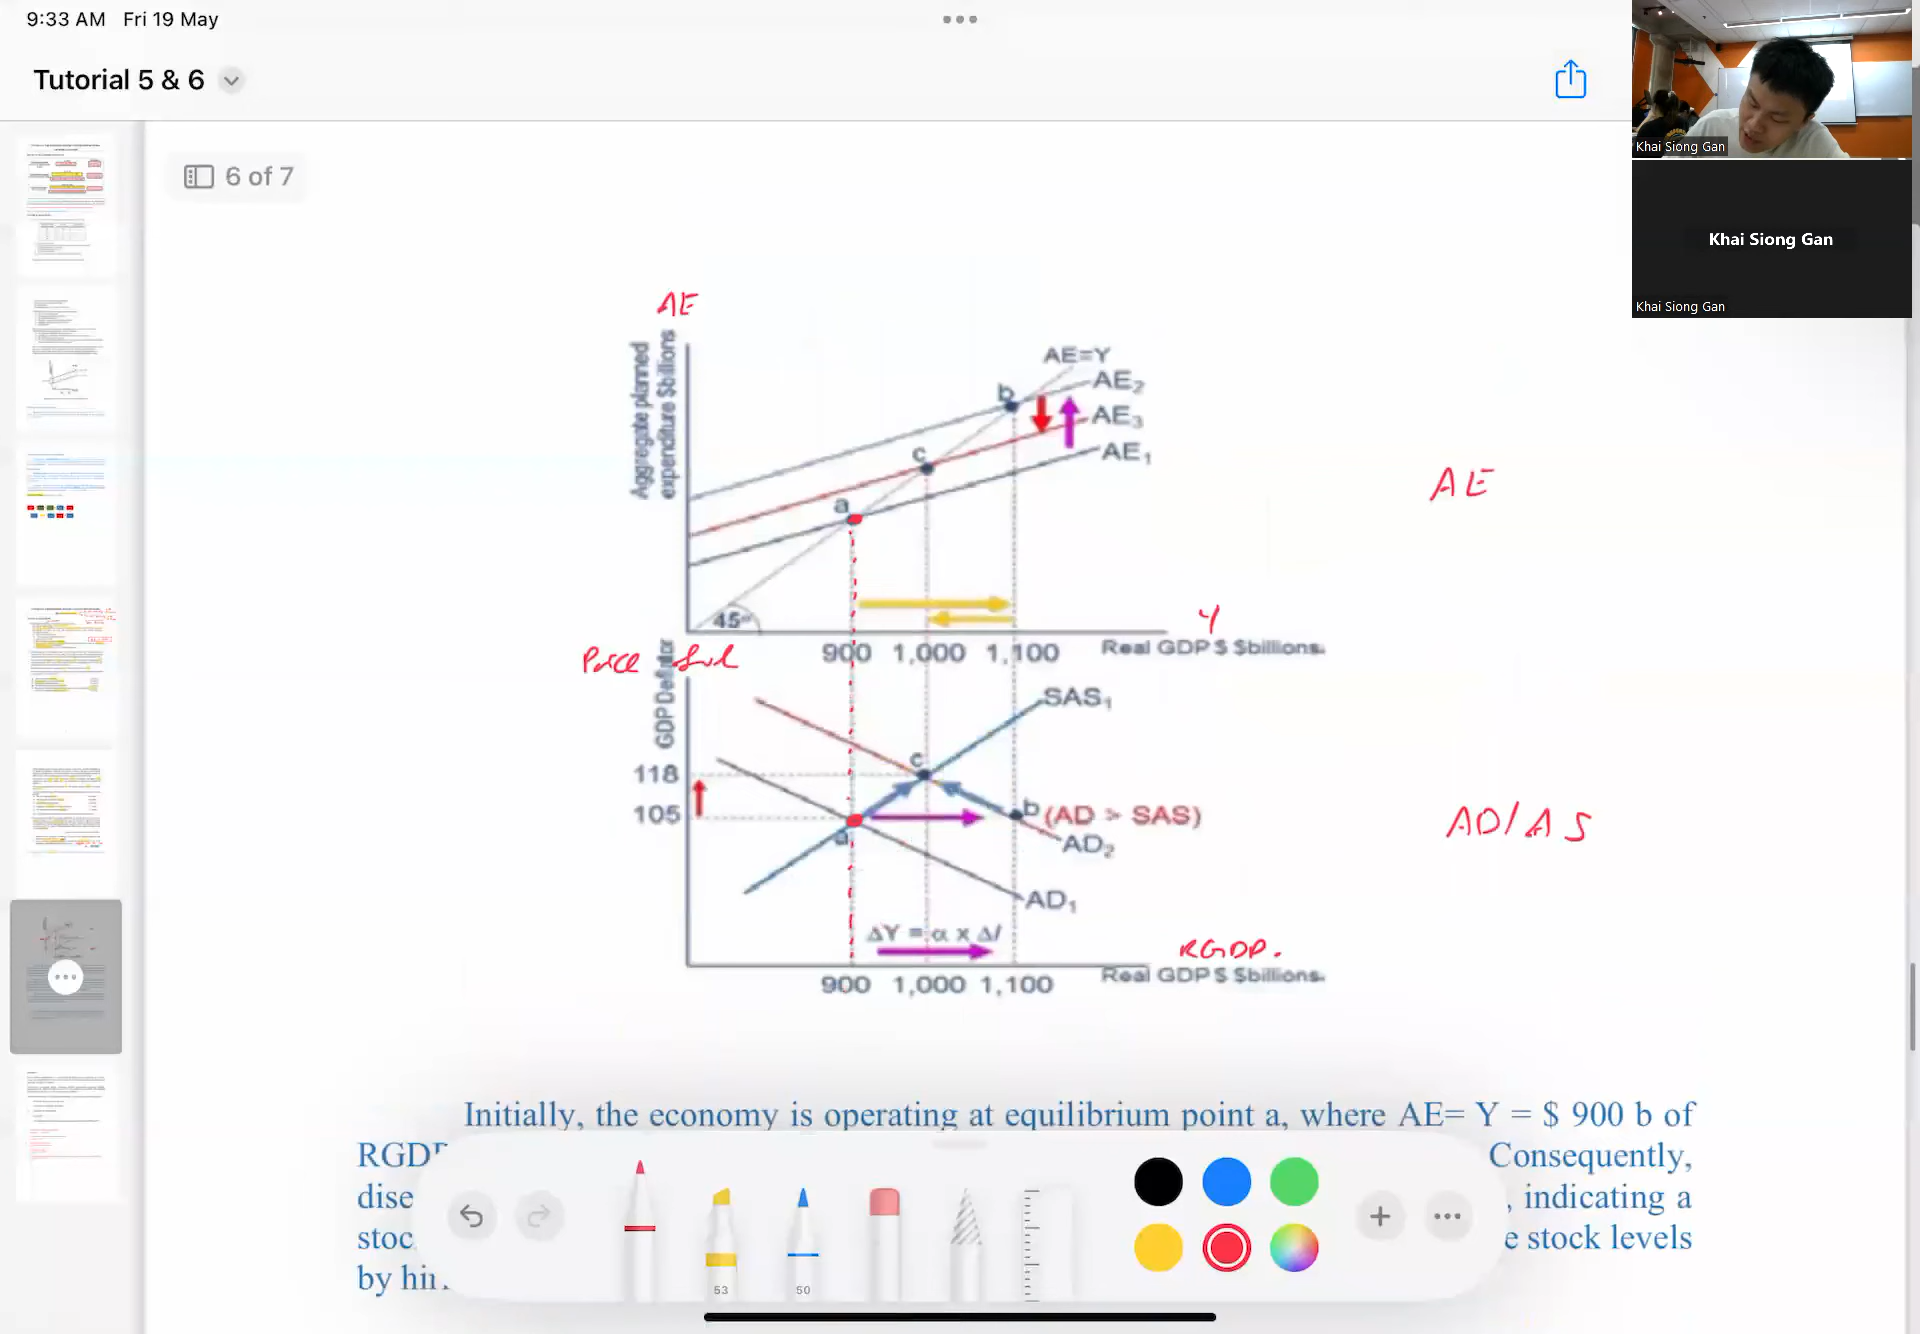 9:33 AM Fri 19 May
Tutorial 5 & 6
Khai Siong Gan
Khai Siong Gan
Khai Siong Gan
6 of 7
AE
Aggregate planned
expenditure $billions
AE=Y
AE₂
AE₃
AE₁
b
c
a
45°
AE
Y
900 1,000 1,100 Real GDP $ $billions.
Price
GDP Deflator
SAS₁
118
105
c
a
b (AD > SAS)
AD₂
AD₁
AD/AS
ΔY = α x ΔI
RGDP.
900 1,000 1,100 Real GDP $ $billions.
Initially, the economy is operating at equilibrium point a, where AE= Y = $ 900 b of
Consequently,
dise , indicating a
stoc e stock levels
by
53
50